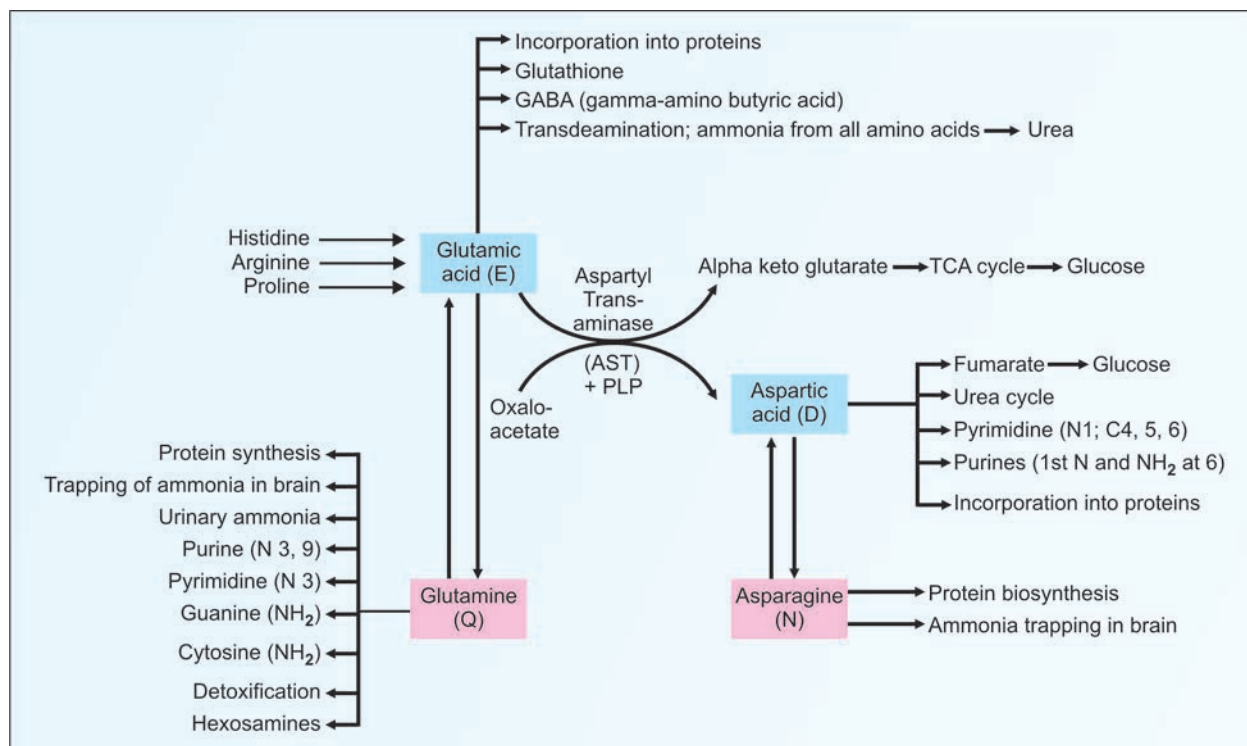 Incorporation into proteins
Glutathione
GABA (gamma-amino butyric acid)
Transdeamination; ammonia from all amino acids
Urea
Histidine
Arginine
Proline
Glutamic
acid (E)
Aspartyl
Trans-
aminase
(AST)
+ PLP
Oxalo-
acetate
Alpha keto glutarate
TCA cycle
Glucose
Aspartic
acid (D)
Fumarate
Glucose
Urea cycle
Pyrimidine (N1; C4, 5, 6)
Purines (1st N and NH₂ at 6)
Incorporation into proteins
Protein synthesis
Trapping of ammonia in brain
Urinary ammonia
Purine (N 3, 9)
Pyrimidine (N 3)
Guanine (NH₂)
Cytosine (NH₂)
Detoxification
Hexosamines
Glutamine
(Q)
Asparagine
(N)
Protein biosynthesis
Ammonia trapping in brain